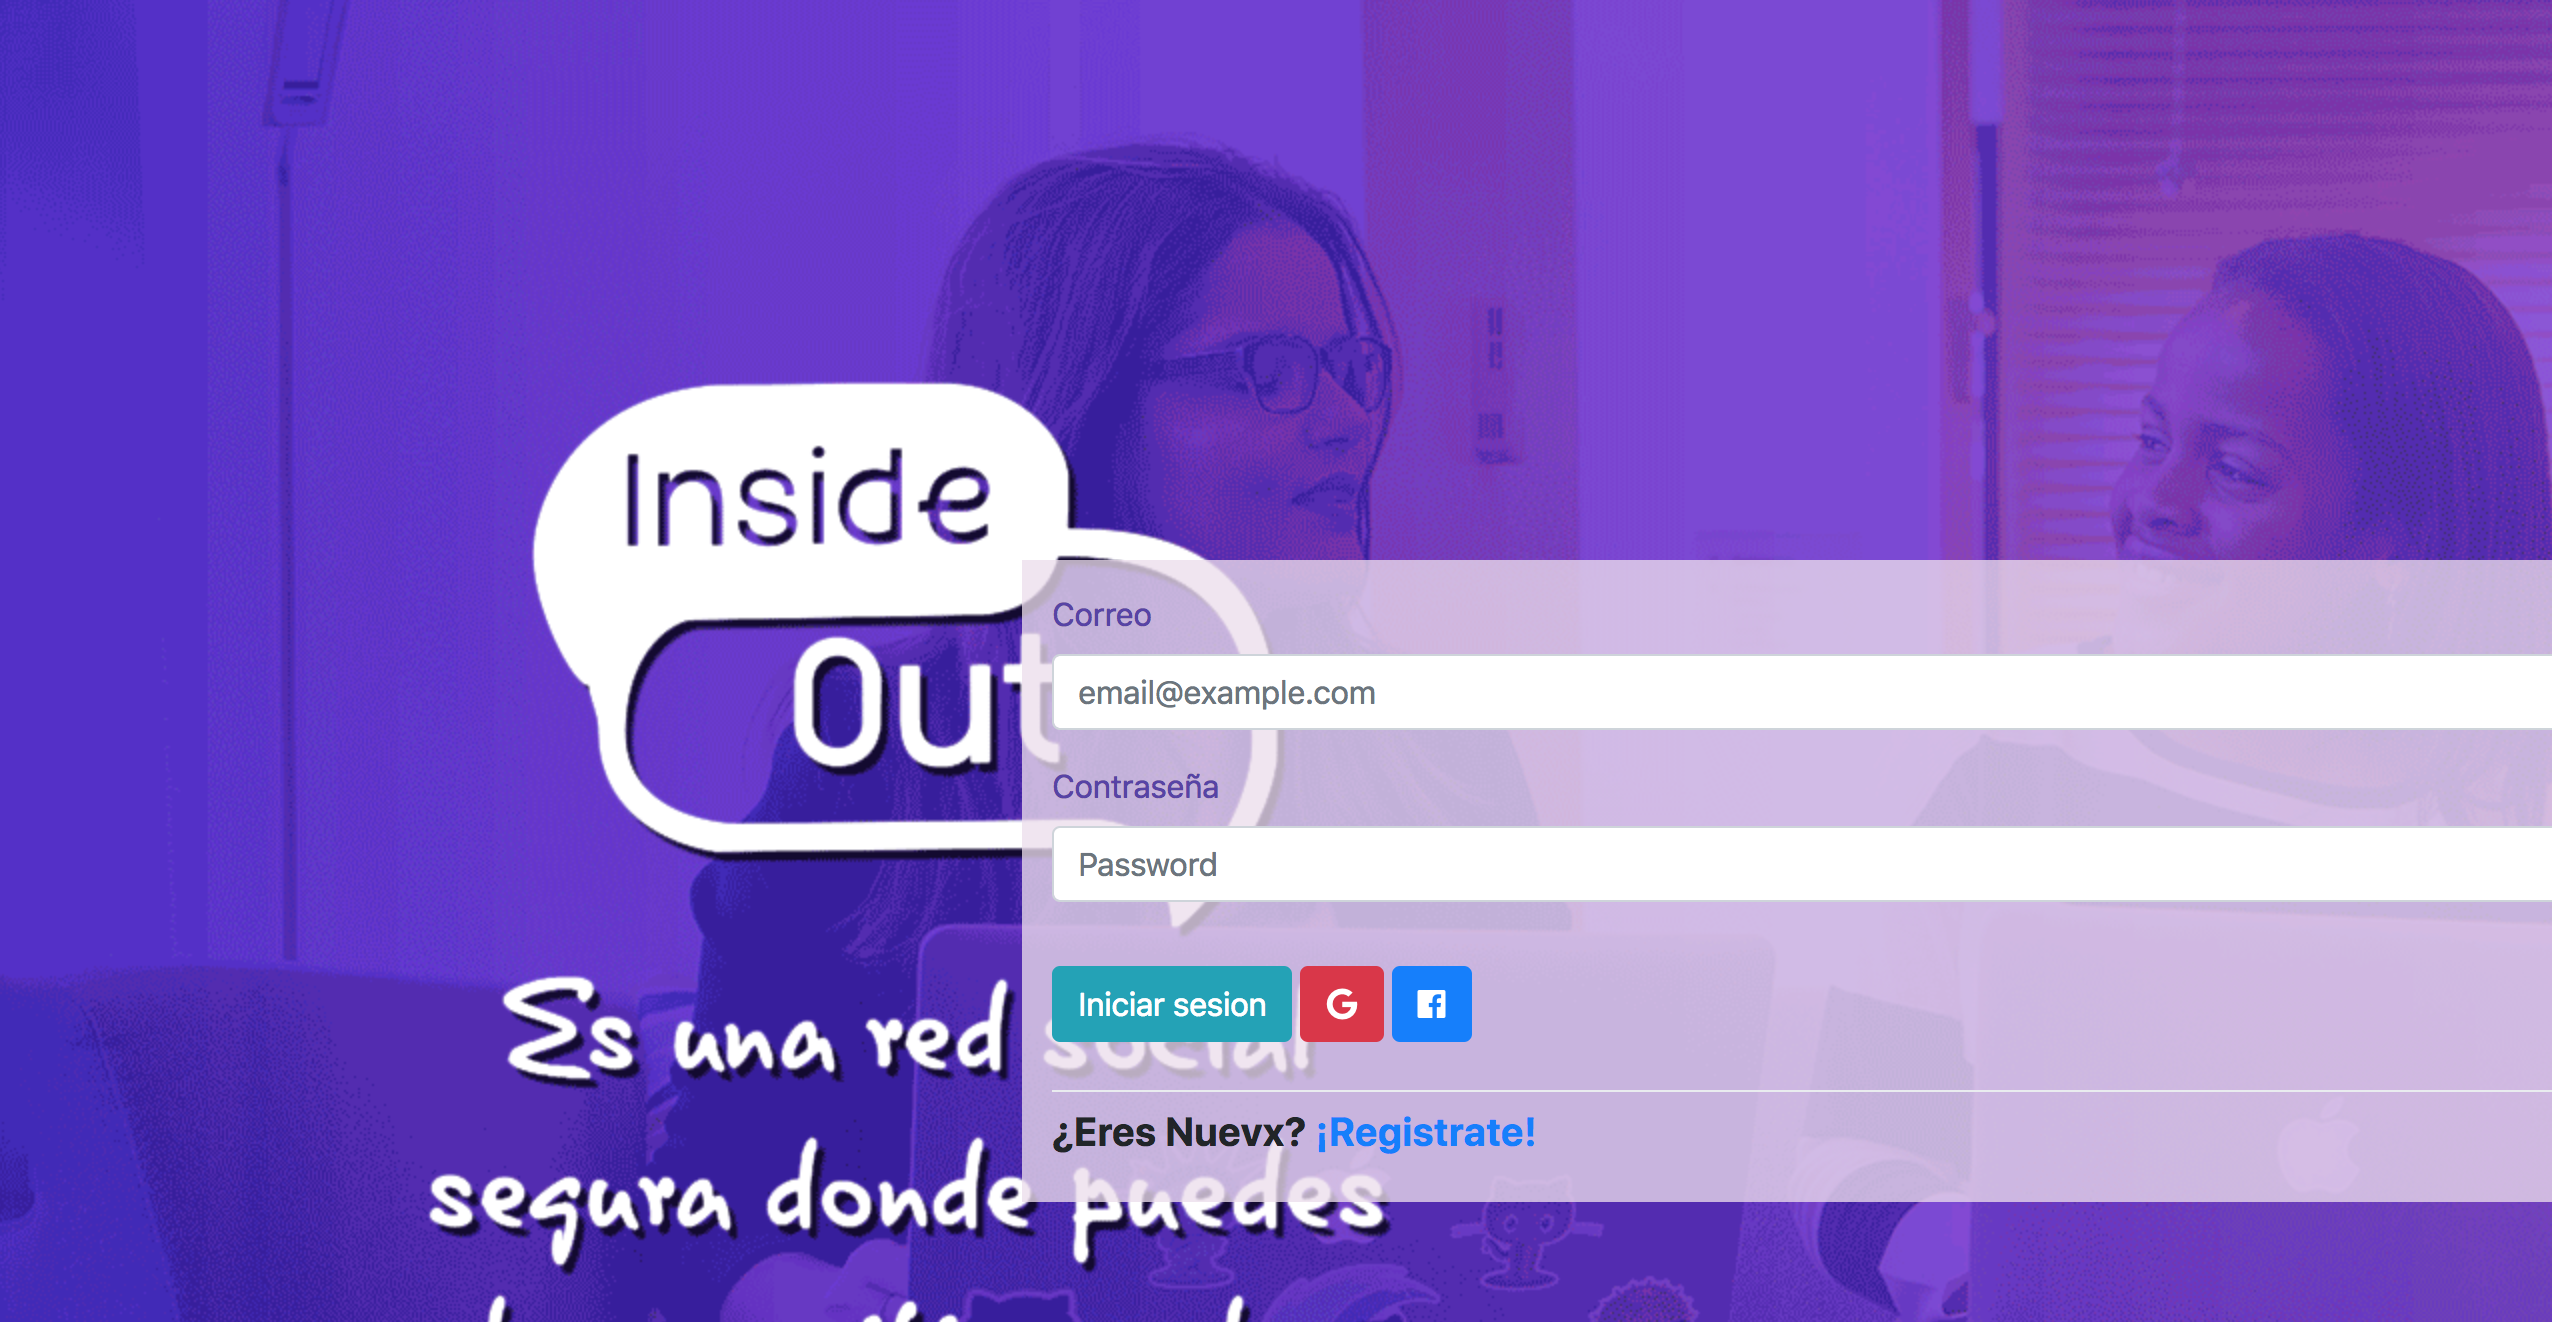 Inside
Out
Correo
email@example.com
Contraseña
Password
Iniciar sesion
Es una red social
¿Eres Nuevx? ¡Registrate!
segura donde puedes